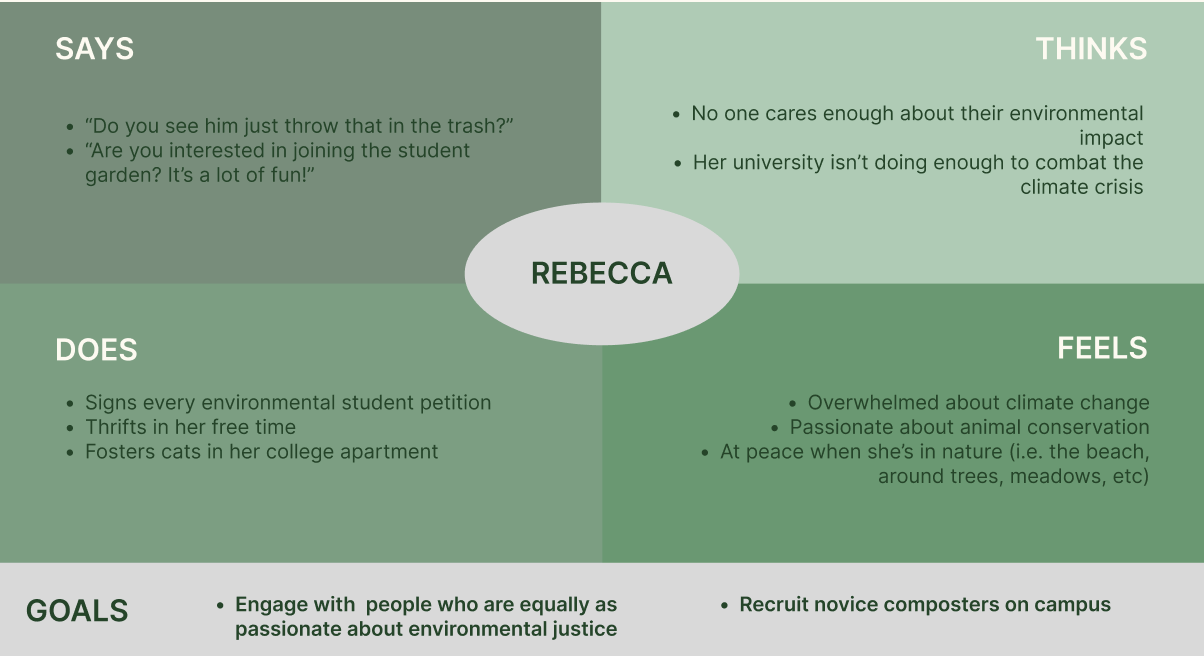 SAYS
• “Do you see him just throw that in the trash?”
• “Are you interested in joining the student
garden? It’s a lot of fun!”
THINKS
• No one cares enough about their environmental
impact
• Her university isn’t doing enough to combat the
climate crisis
REBECCA
DOES
• Signs every environmental student petition
• Thrifts in her free time
• Fosters cats in her college apartment
FEELS
• Overwhelmed about climate change
• Passionate about animal conservation
• At peace when she’s in nature (i.e. the beach,
around trees, meadows, etc)
GOALS
• Engage with  people who are equally as
passionate about environmental justice
• Recruit novice composters on campus